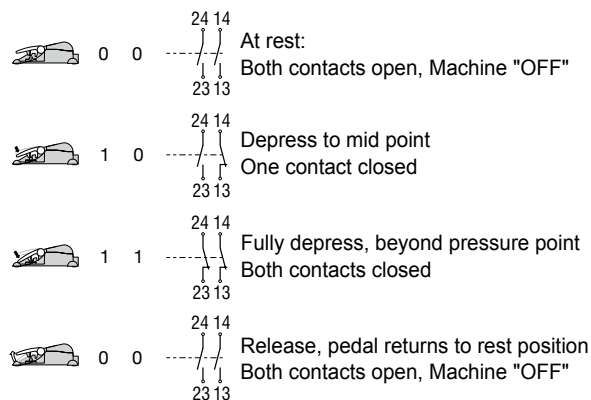 24 14
0 0
At rest:
Both contacts open, Machine "OFF"
23 13
24 14
1 0
Depress to mid point
One contact closed
23 13
24 14
1 1
Fully depress, beyond pressure point
Both contacts closed
23 13
24 14
0 0
Release, pedal returns to rest position
Both contacts open, Machine "OFF"
23 13